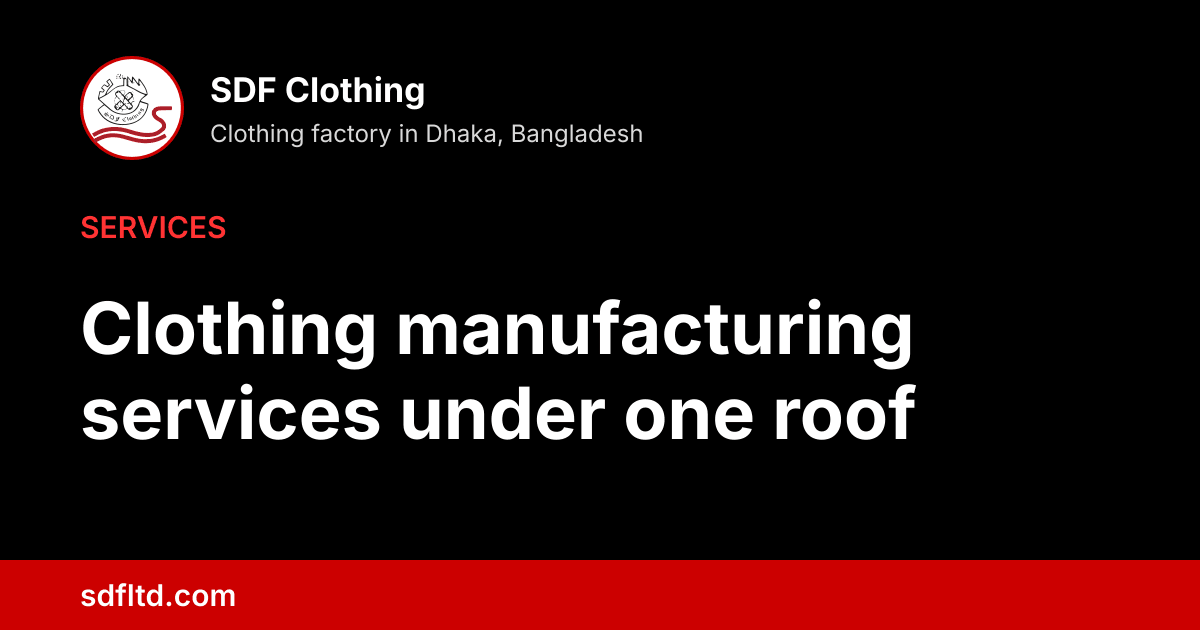 SDF Clothing
Clothing factory in Dhaka, Bangladesh
SERVICES
Clothing manufacturing
services under one roof
sdfltd.com